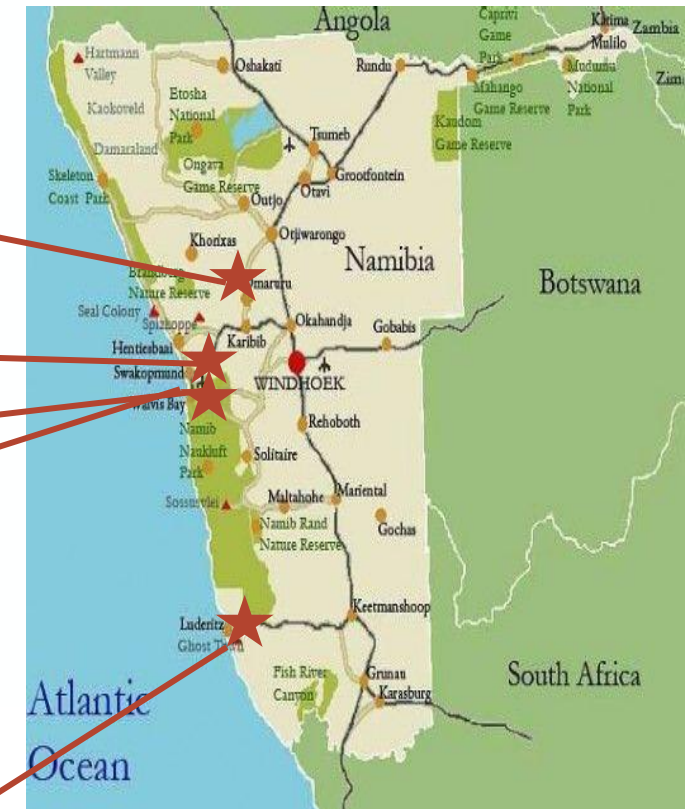 Angola
Caprivi
Game
Park
Katima
Mulilo
Zambia
Hartmann
Valley
Oshakati
Rundu
Mudumu
National
Park
Mahango
Game Reserve
Etosha
National
Park
Kaokoveld
Tsumeb
Kaudom
Game Reserve
Damaraland
Ongava
Game Reserve
Grootfontein
Otavi
Skeleton
Coast Park
Outjo
Otjiwarongo
Khorixas
Namibia
Botswana
Nature Reserve
Omaruru
Seal Colony
Spizhoppe
Okahandja
Gobabis
Karibib
Hentiesbaai
Swakopmund
WINDHOEK
Walvis Bay
Rehoboth
Namib
Naukluft
Park
Solitaire
Sossusvlei
Maltahohe
Mariental
Namib Rand
Nature Reserve
Gochas
Keetmanshoop
Luderitz
Ghost Town
Fish River
Canyon
Grunau
Karasburg
South Africa
Atlantic
Ocean